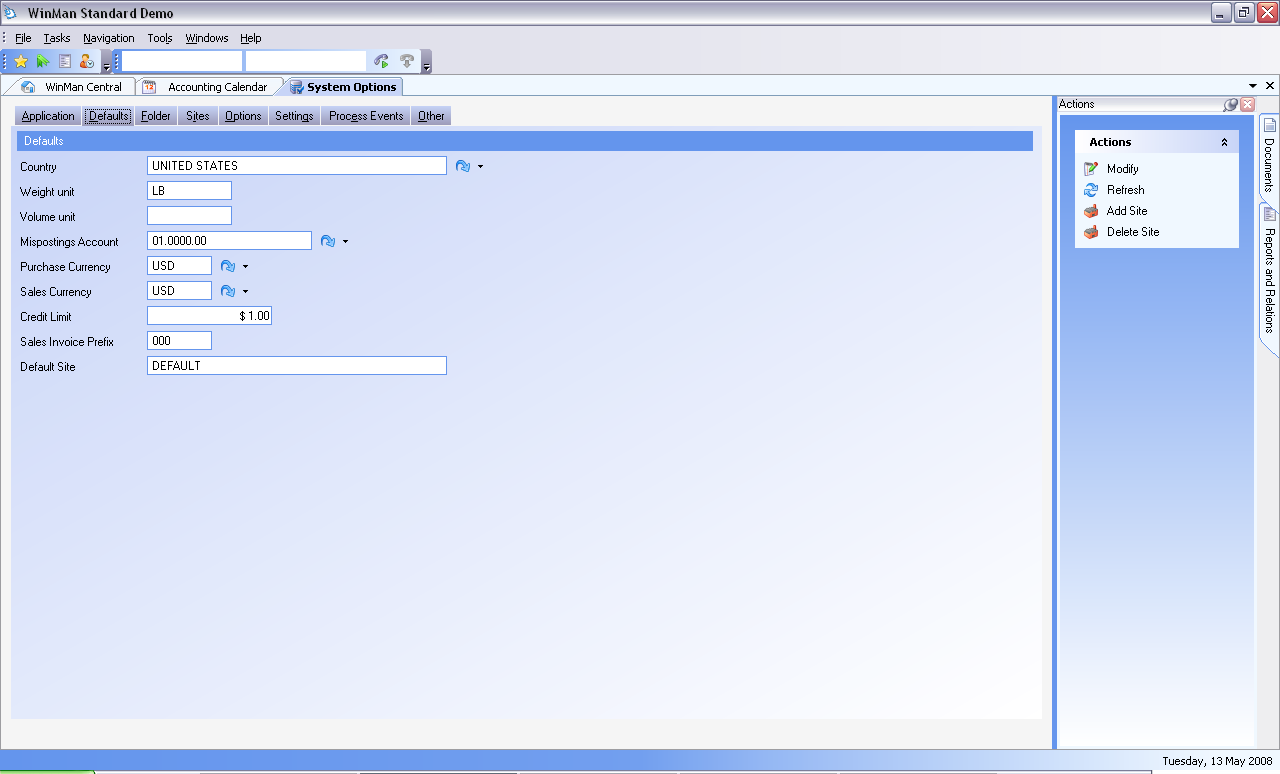 WinMan Standard Demo
File Tasks Navigation Tools Windows Help
WinMan Central 12 Accounting Calendar System Options
Application Defaults Folder Sites Options Settings Process Events Other
Defaults
Country UNITED STATES
Weight unit LB
Volume unit
Mispostings Account 01.0000.00
Purchase Currency USD
Sales Currency USD
Credit Limit $ 1.00
Sales Invoice Prefix 000
Default Site DEFAULT
Actions
Actions
Modify
Refresh
Add Site
Delete Site
Documents
Reports and Relations
Tuesday, 13 May 2008